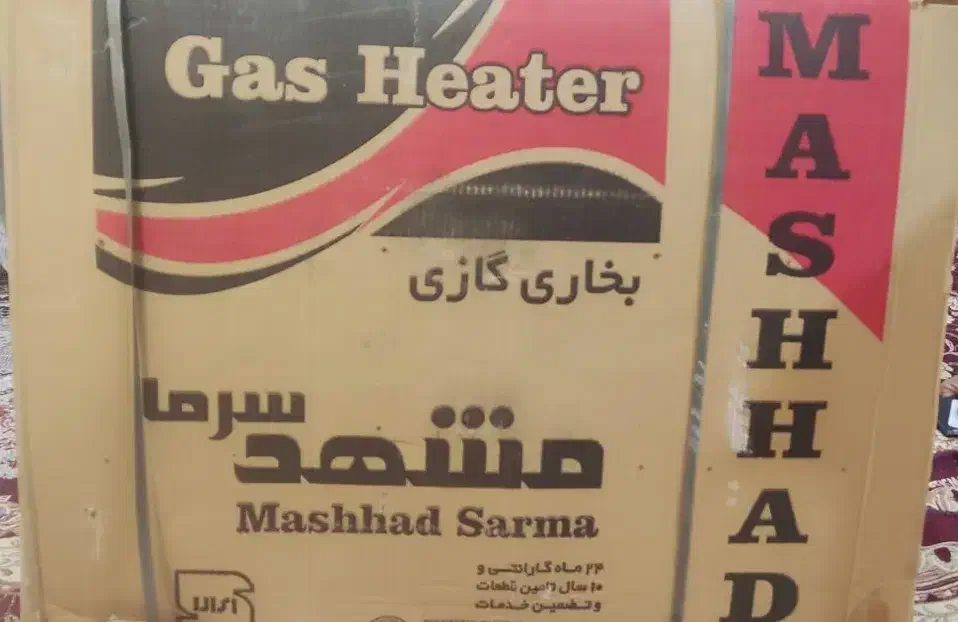 Gas Heater
بخاری گازی
مشهد سرما
Mashhad Sarma
۲۴ ماه گارانتی و
۱۰ سال تامین قطعات
و تضمین خدمات
MASHHAD